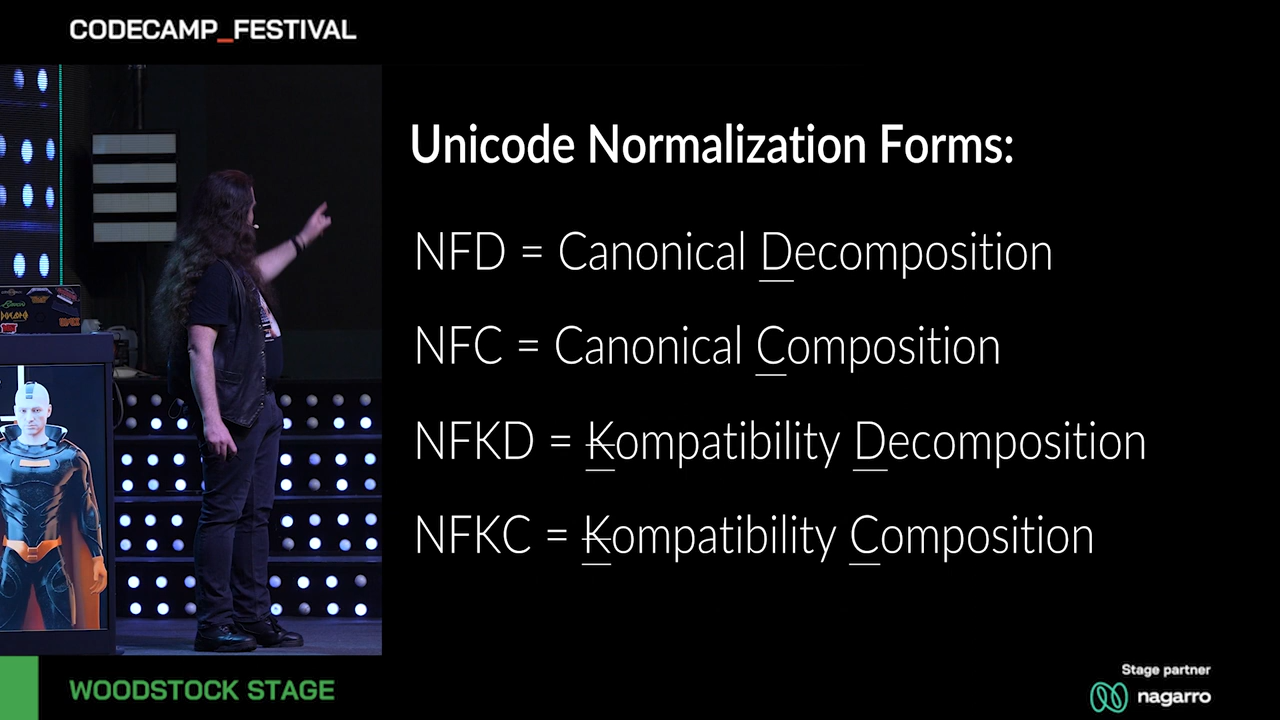 CODECAMP_FESTIVAL
Unicode Normalization Forms:
NFD = Canonical Decomposition
NFC = Canonical Composition
NFKD = Kompatibility Decomposition
NFKC = Kompatibility Composition
WOODSTOCK STAGE
Stage partner
nagarro